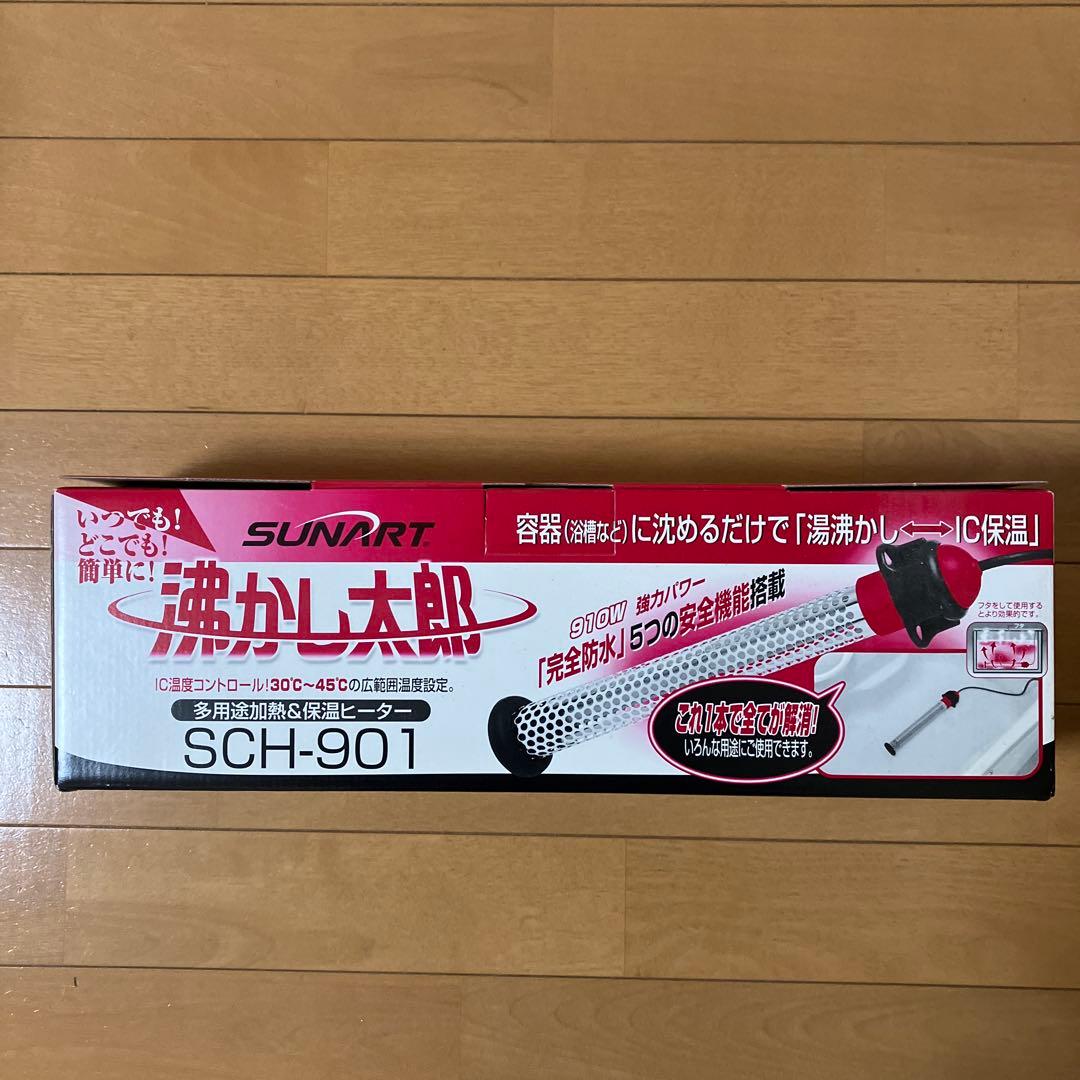 いつでも!
どこでも!
簡単に!
SUNART
沸かし太郎
IC温度コントロール!30℃〜45℃の広範囲温度設定。
多用途加熱&保温ヒーター
SCH-901
容器(浴槽など)に沈めるだけで「湯沸かし⟺IC保温」
910W 強力パワー
「完全防水」5つの安全機能搭載
フタをして使用する
とより効果的です。
フタ
これ1本で全てが解消!
いろんな用途にご使用できます。